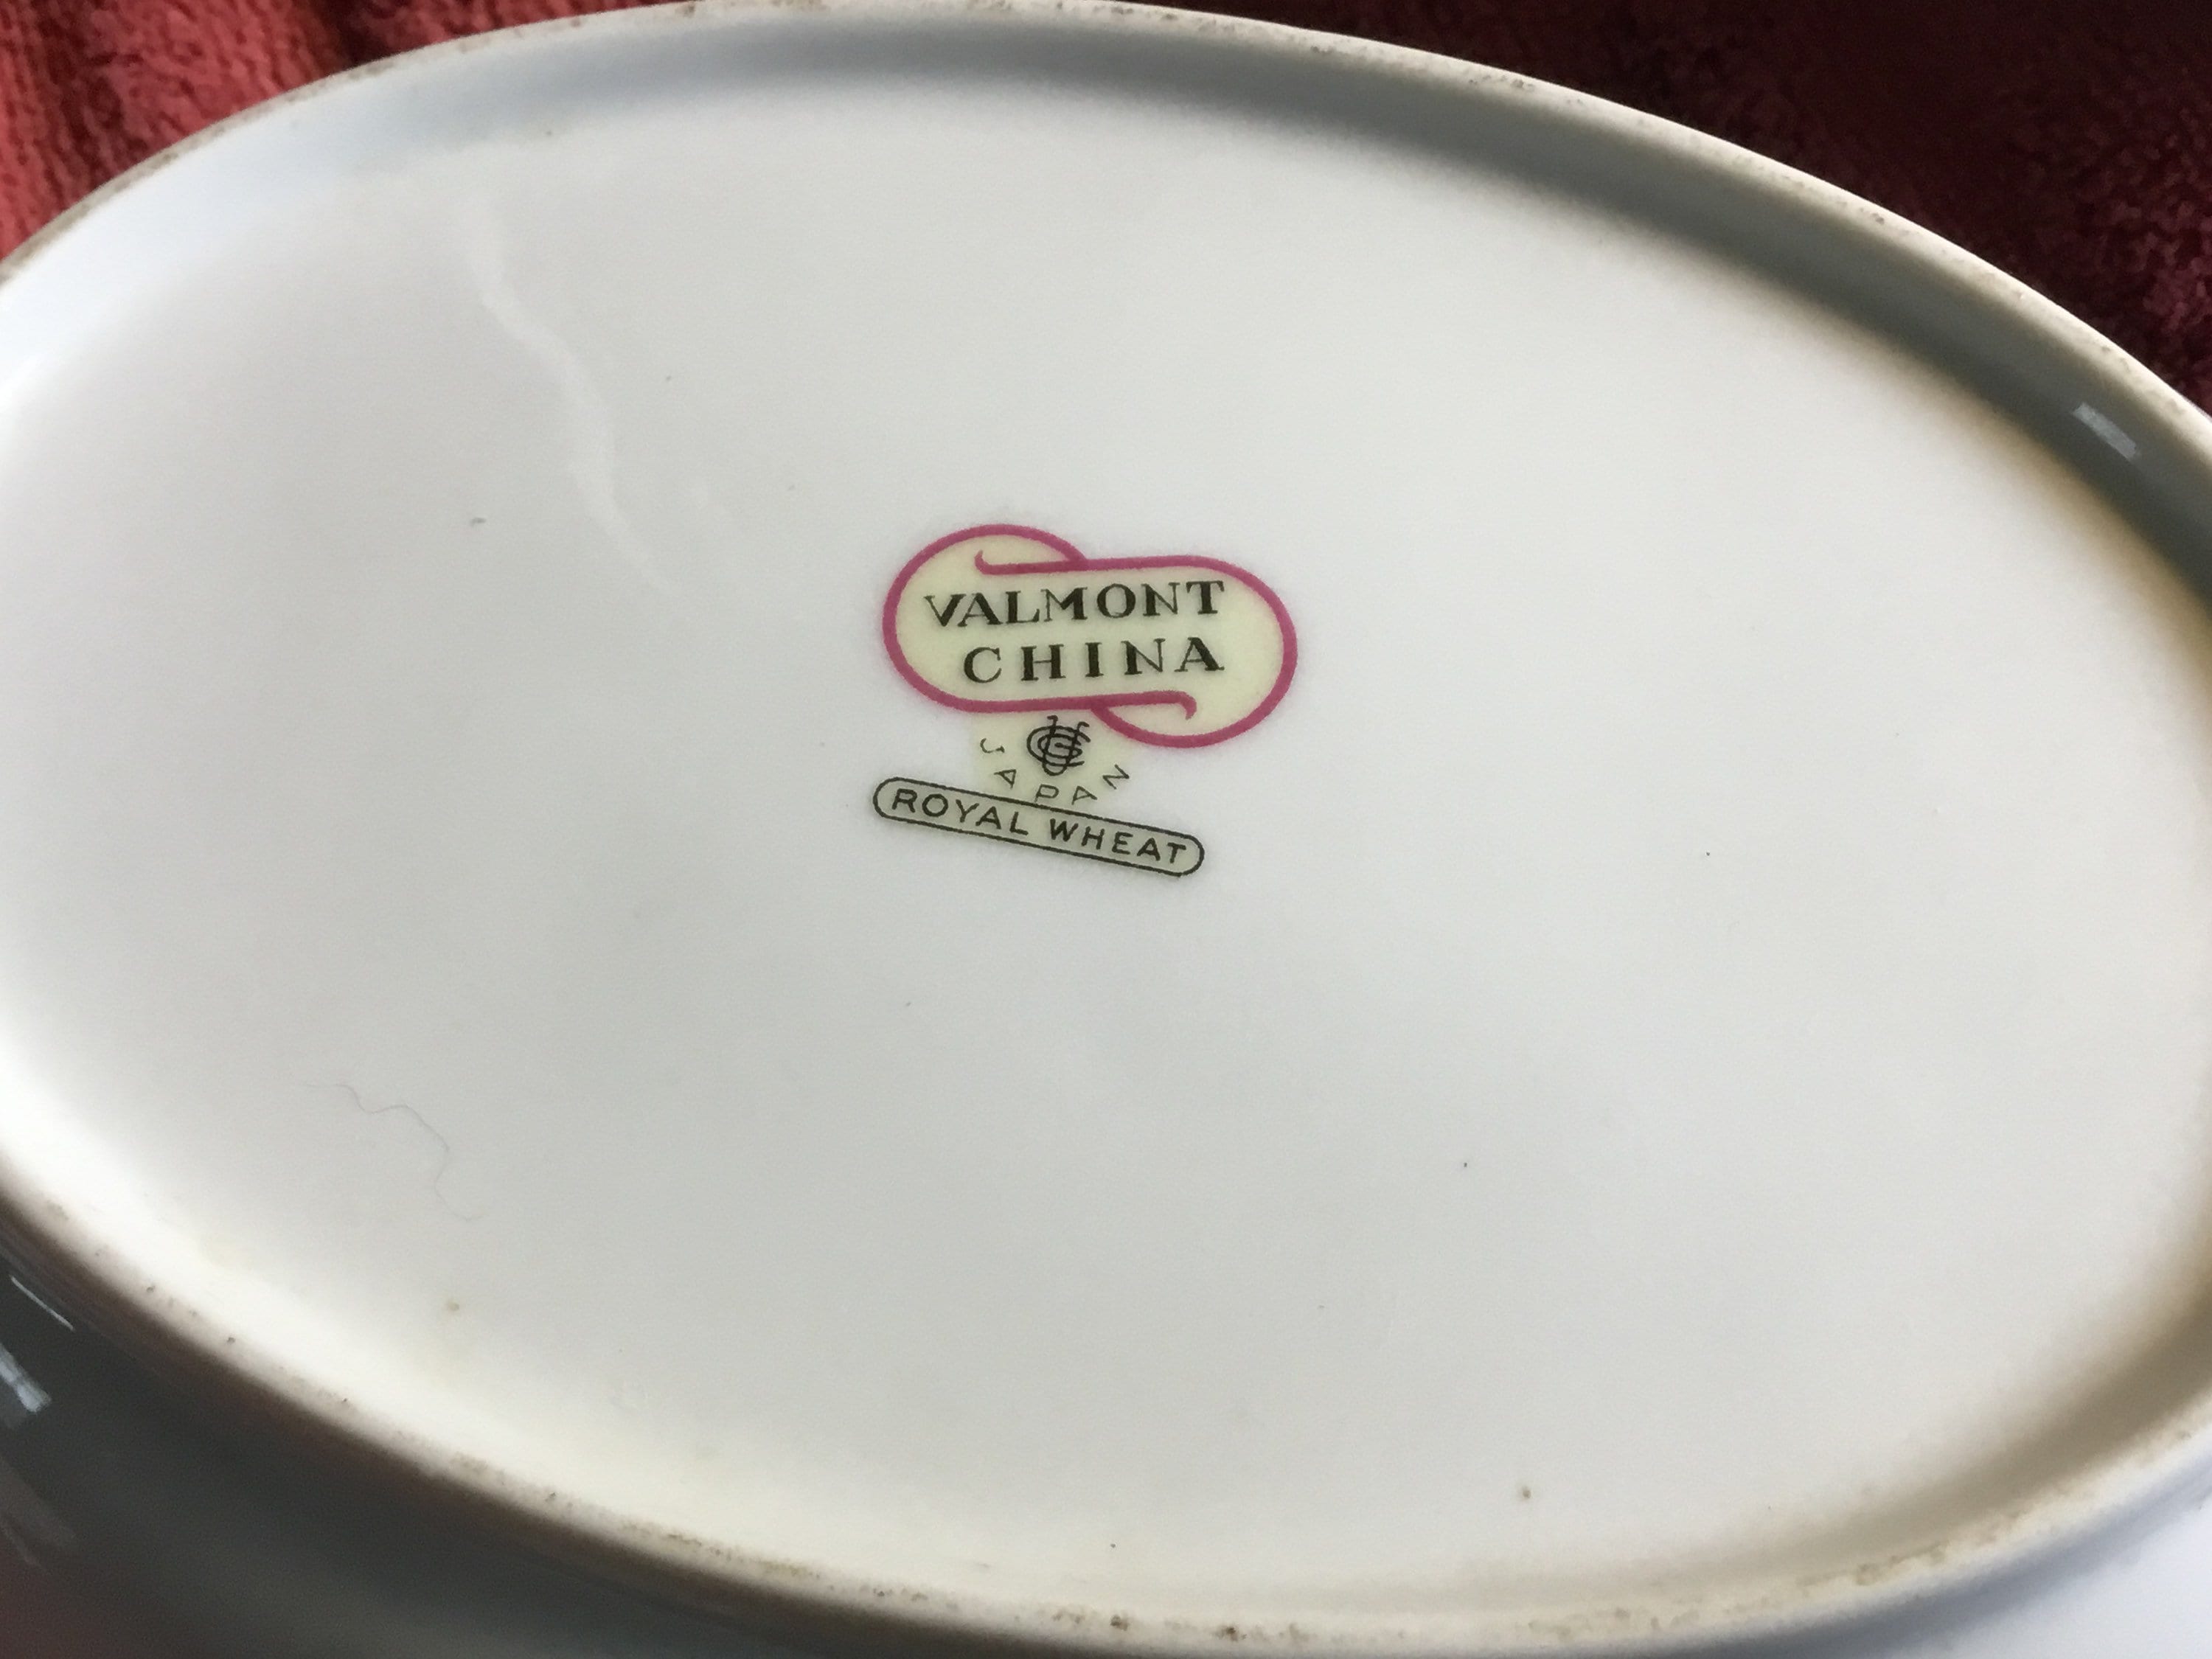 VALMONT
CHINA
JAPAN
ROYAL WHEAT